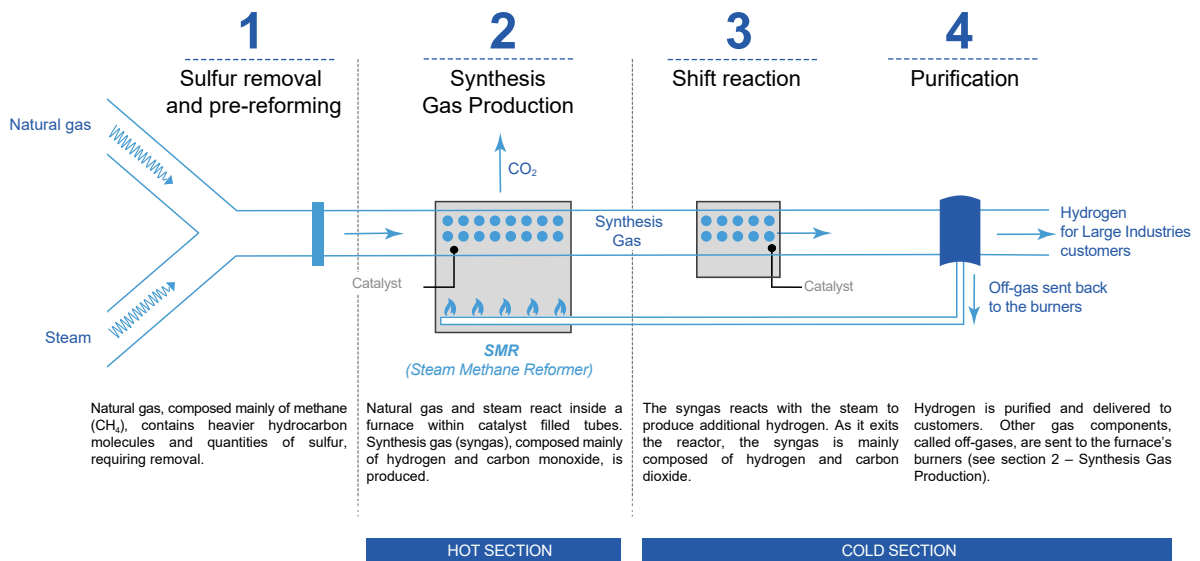 1
Sulfur removal
and pre-reforming
2
Synthesis
Gas Production
3
Shift reaction
4
Purification
Natural gas
Steam
CO₂
Catalyst
SMR
(Steam Methane Reformer)
Synthesis
Gas
Catalyst
Hydrogen
for Large Industries
customers
Off-gas sent back
to the burners
Natural gas, composed mainly of methane
(CH₄), contains heavier hydrocarbon
molecules and quantities of sulfur,
requiring removal.
Natural gas and steam react inside a
furnace within catalyst filled tubes.
Synthesis gas (syngas), composed mainly
of hydrogen and carbon monoxide, is
produced.
The syngas reacts with the steam to
produce additional hydrogen. As it exits
the reactor, the syngas is mainly
composed of hydrogen and carbon
dioxide.
Hydrogen is purified and delivered to
customers. Other gas components,
called off-gases, are sent to the furnace's
burners (see section 2 – Synthesis Gas
Production).
HOT SECTION
COLD SECTION